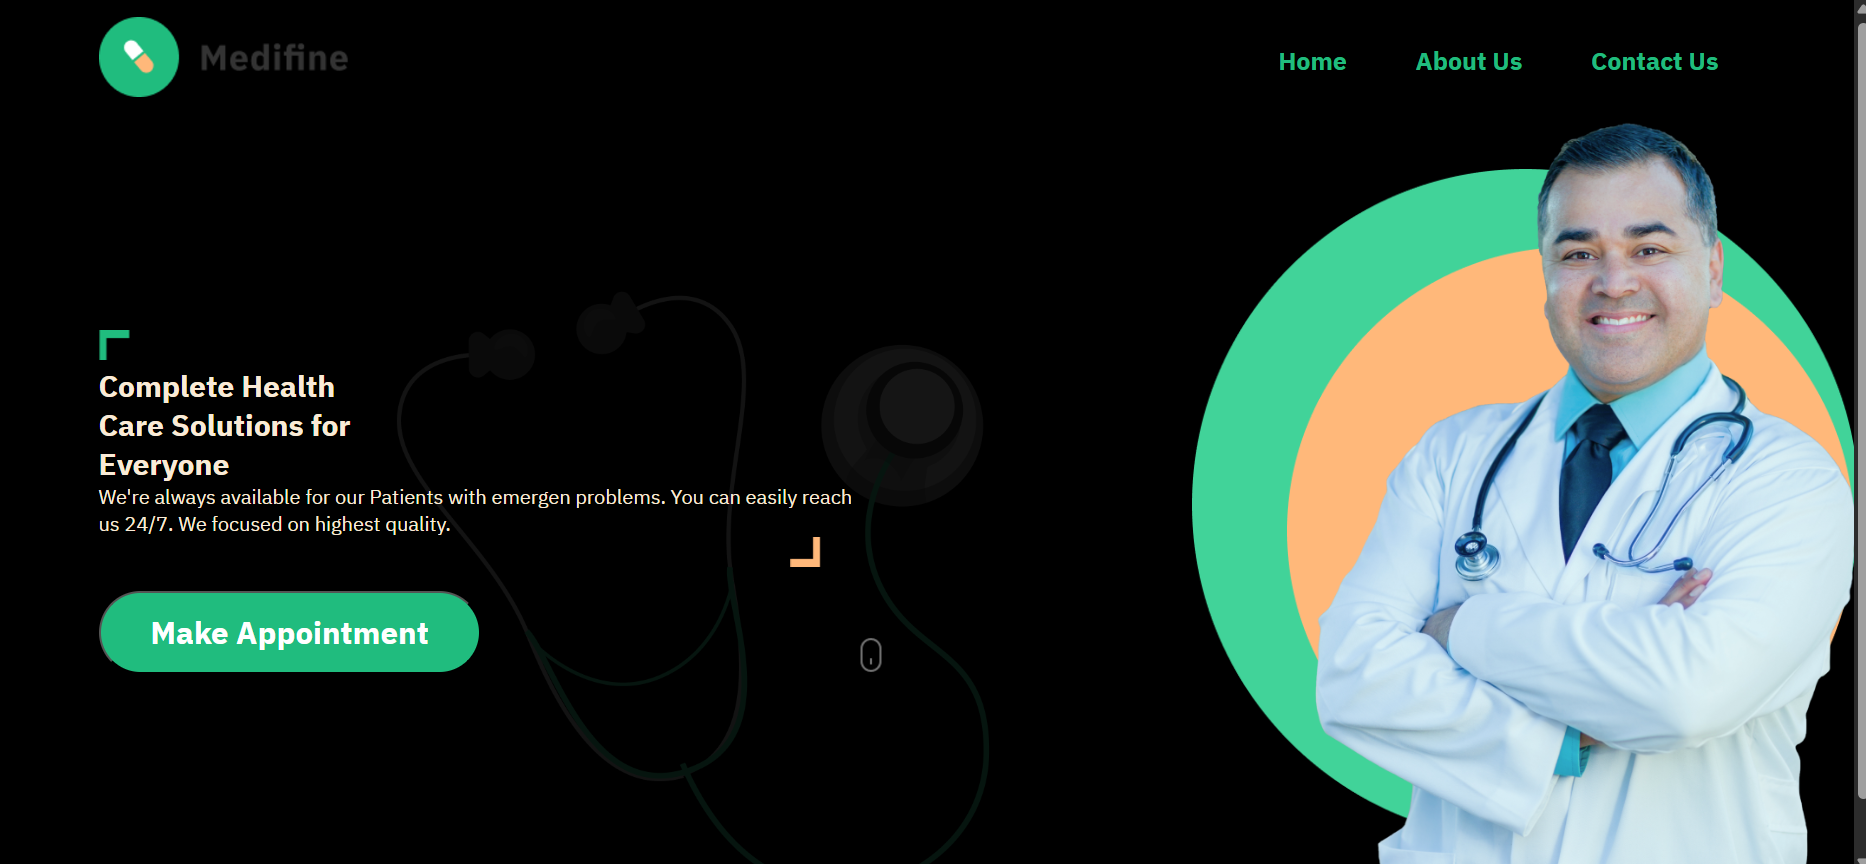 Medifine
Home
About Us
Contact Us
Complete Health
Care Solutions for
Everyone
We're always available for our Patients with emergen problems. You can easily reach
us 24/7. We focused on highest quality.
Make Appointment